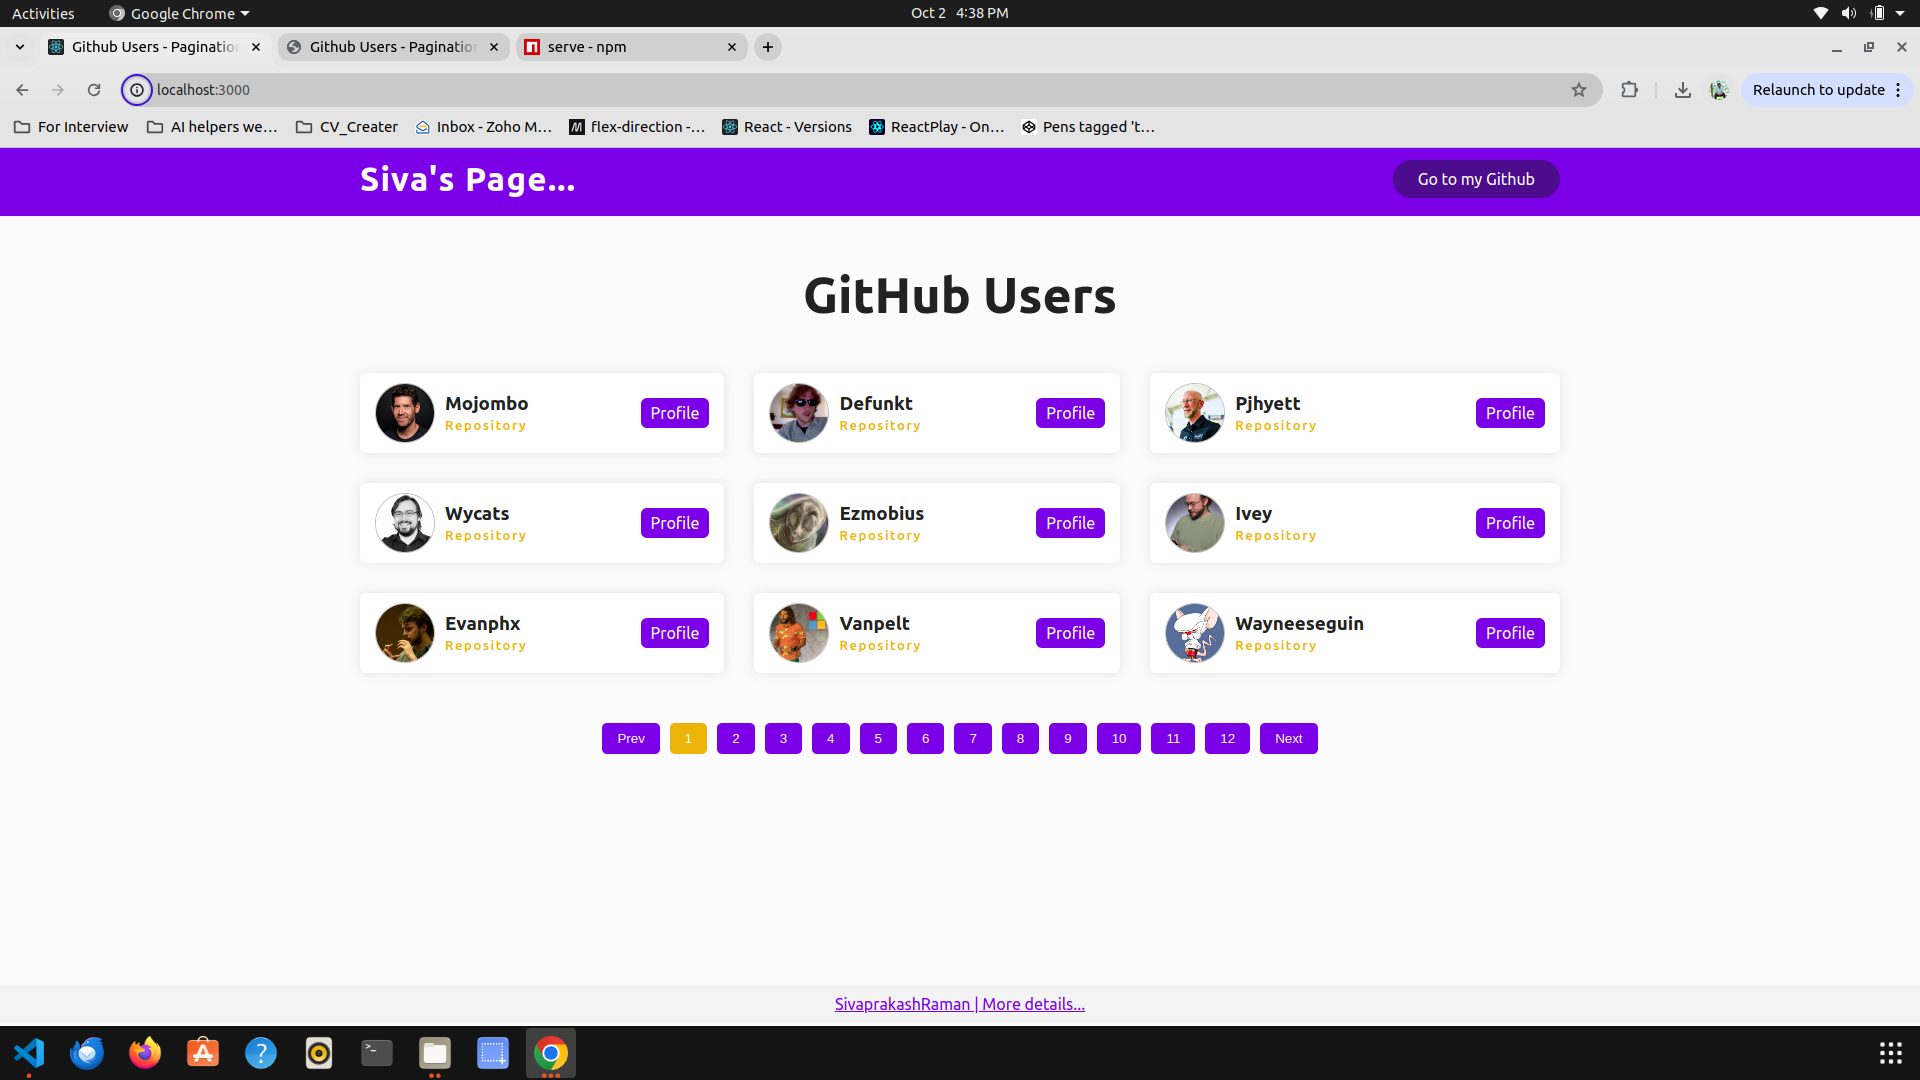 Activities Google Chrome Oct 2 4:38 PM
Github Users - Pagination Github Users - Pagination serve - npm
localhost:3000 Relaunch to update
For Interview AI helpers we... CV_Creater Inbox - Zoho M... flex-direction -... React - Versions ReactPlay - On... Pens tagged 't...
Siva's Page... Go to my Github
GitHub Users
Mojombo
Repository
Profile
Defunkt
Repository
Profile
Pjhyett
Repository
Profile
Wycats
Repository
Profile
Ezmobius
Repository
Profile
Ivey
Repository
Profile
Evanphx
Repository
Profile
Vanpelt
Repository
Profile
Wayneeseguin
Repository
Profile
Prev 1 2 3 4 5 6 7 8 9 10 11 12 Next
SivaprakashRaman | More details...